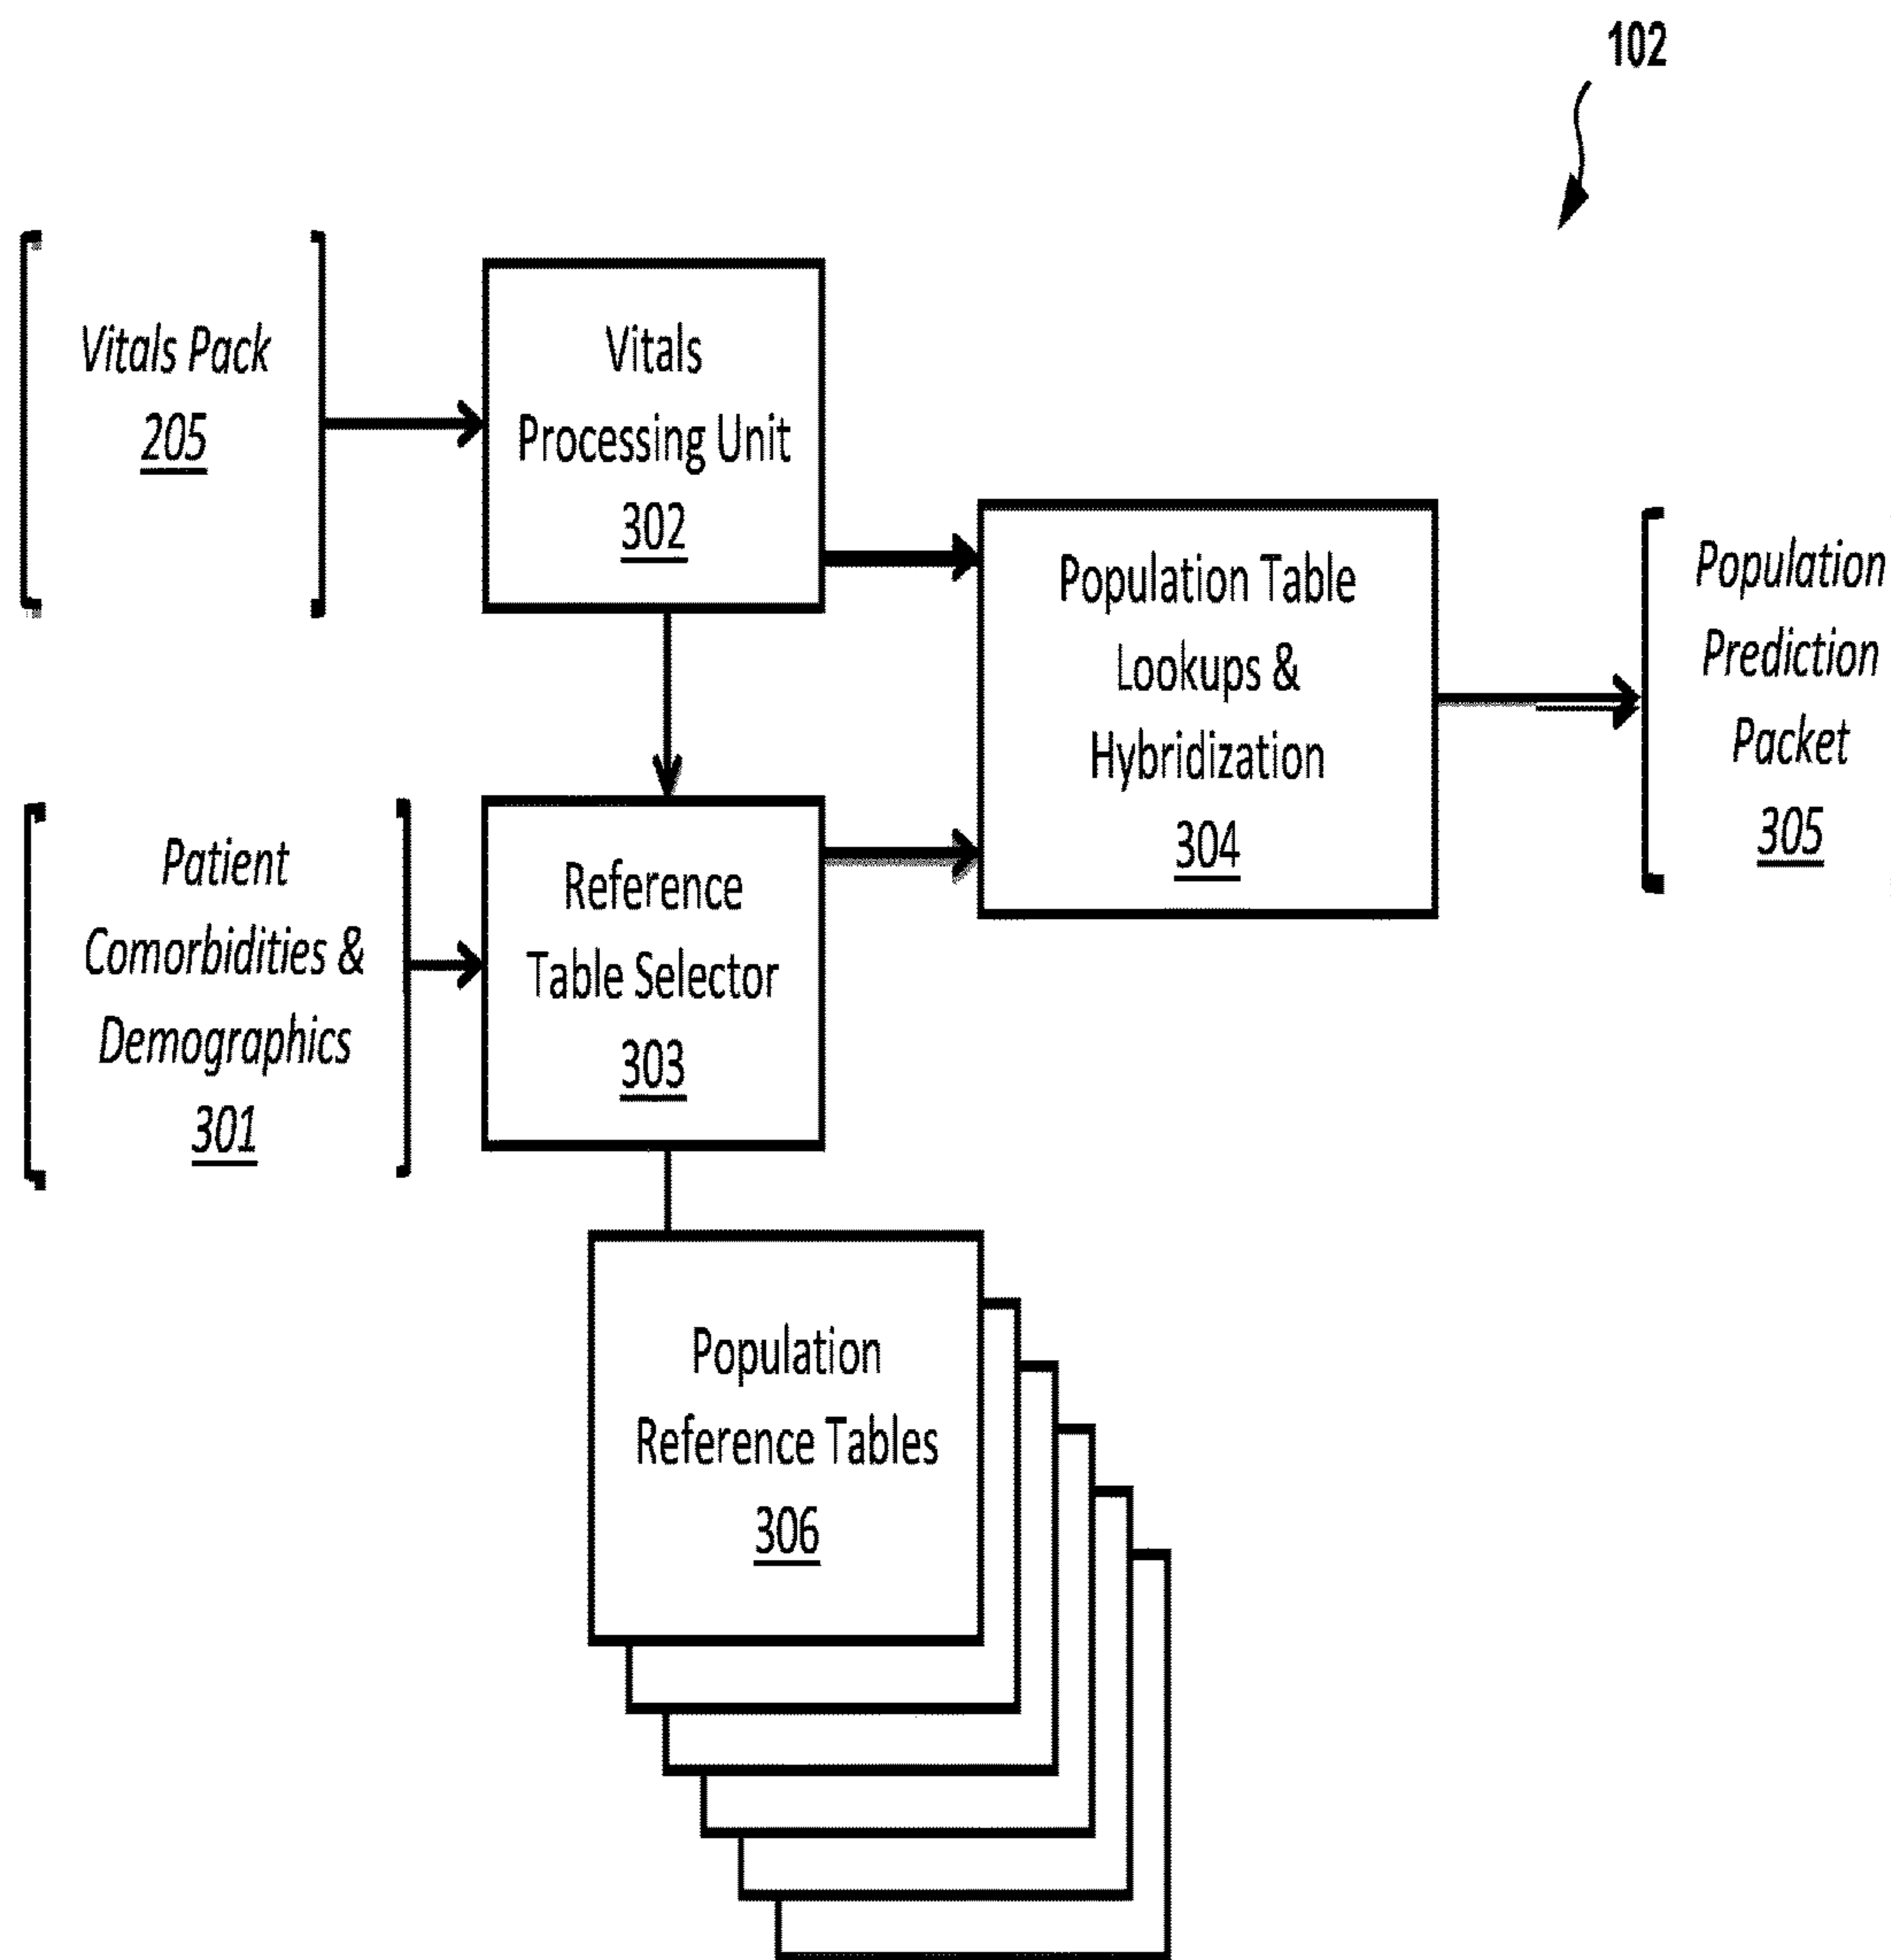 102
Vitals Pack
205
Vitals
Processing Unit
302
Population Table
Lookups &
Hybridization
304
Population
Prediction
Packet
305
Patient
Comorbidities &
Demographics
301
Reference
Table Selector
303
Population
Reference Tables
306